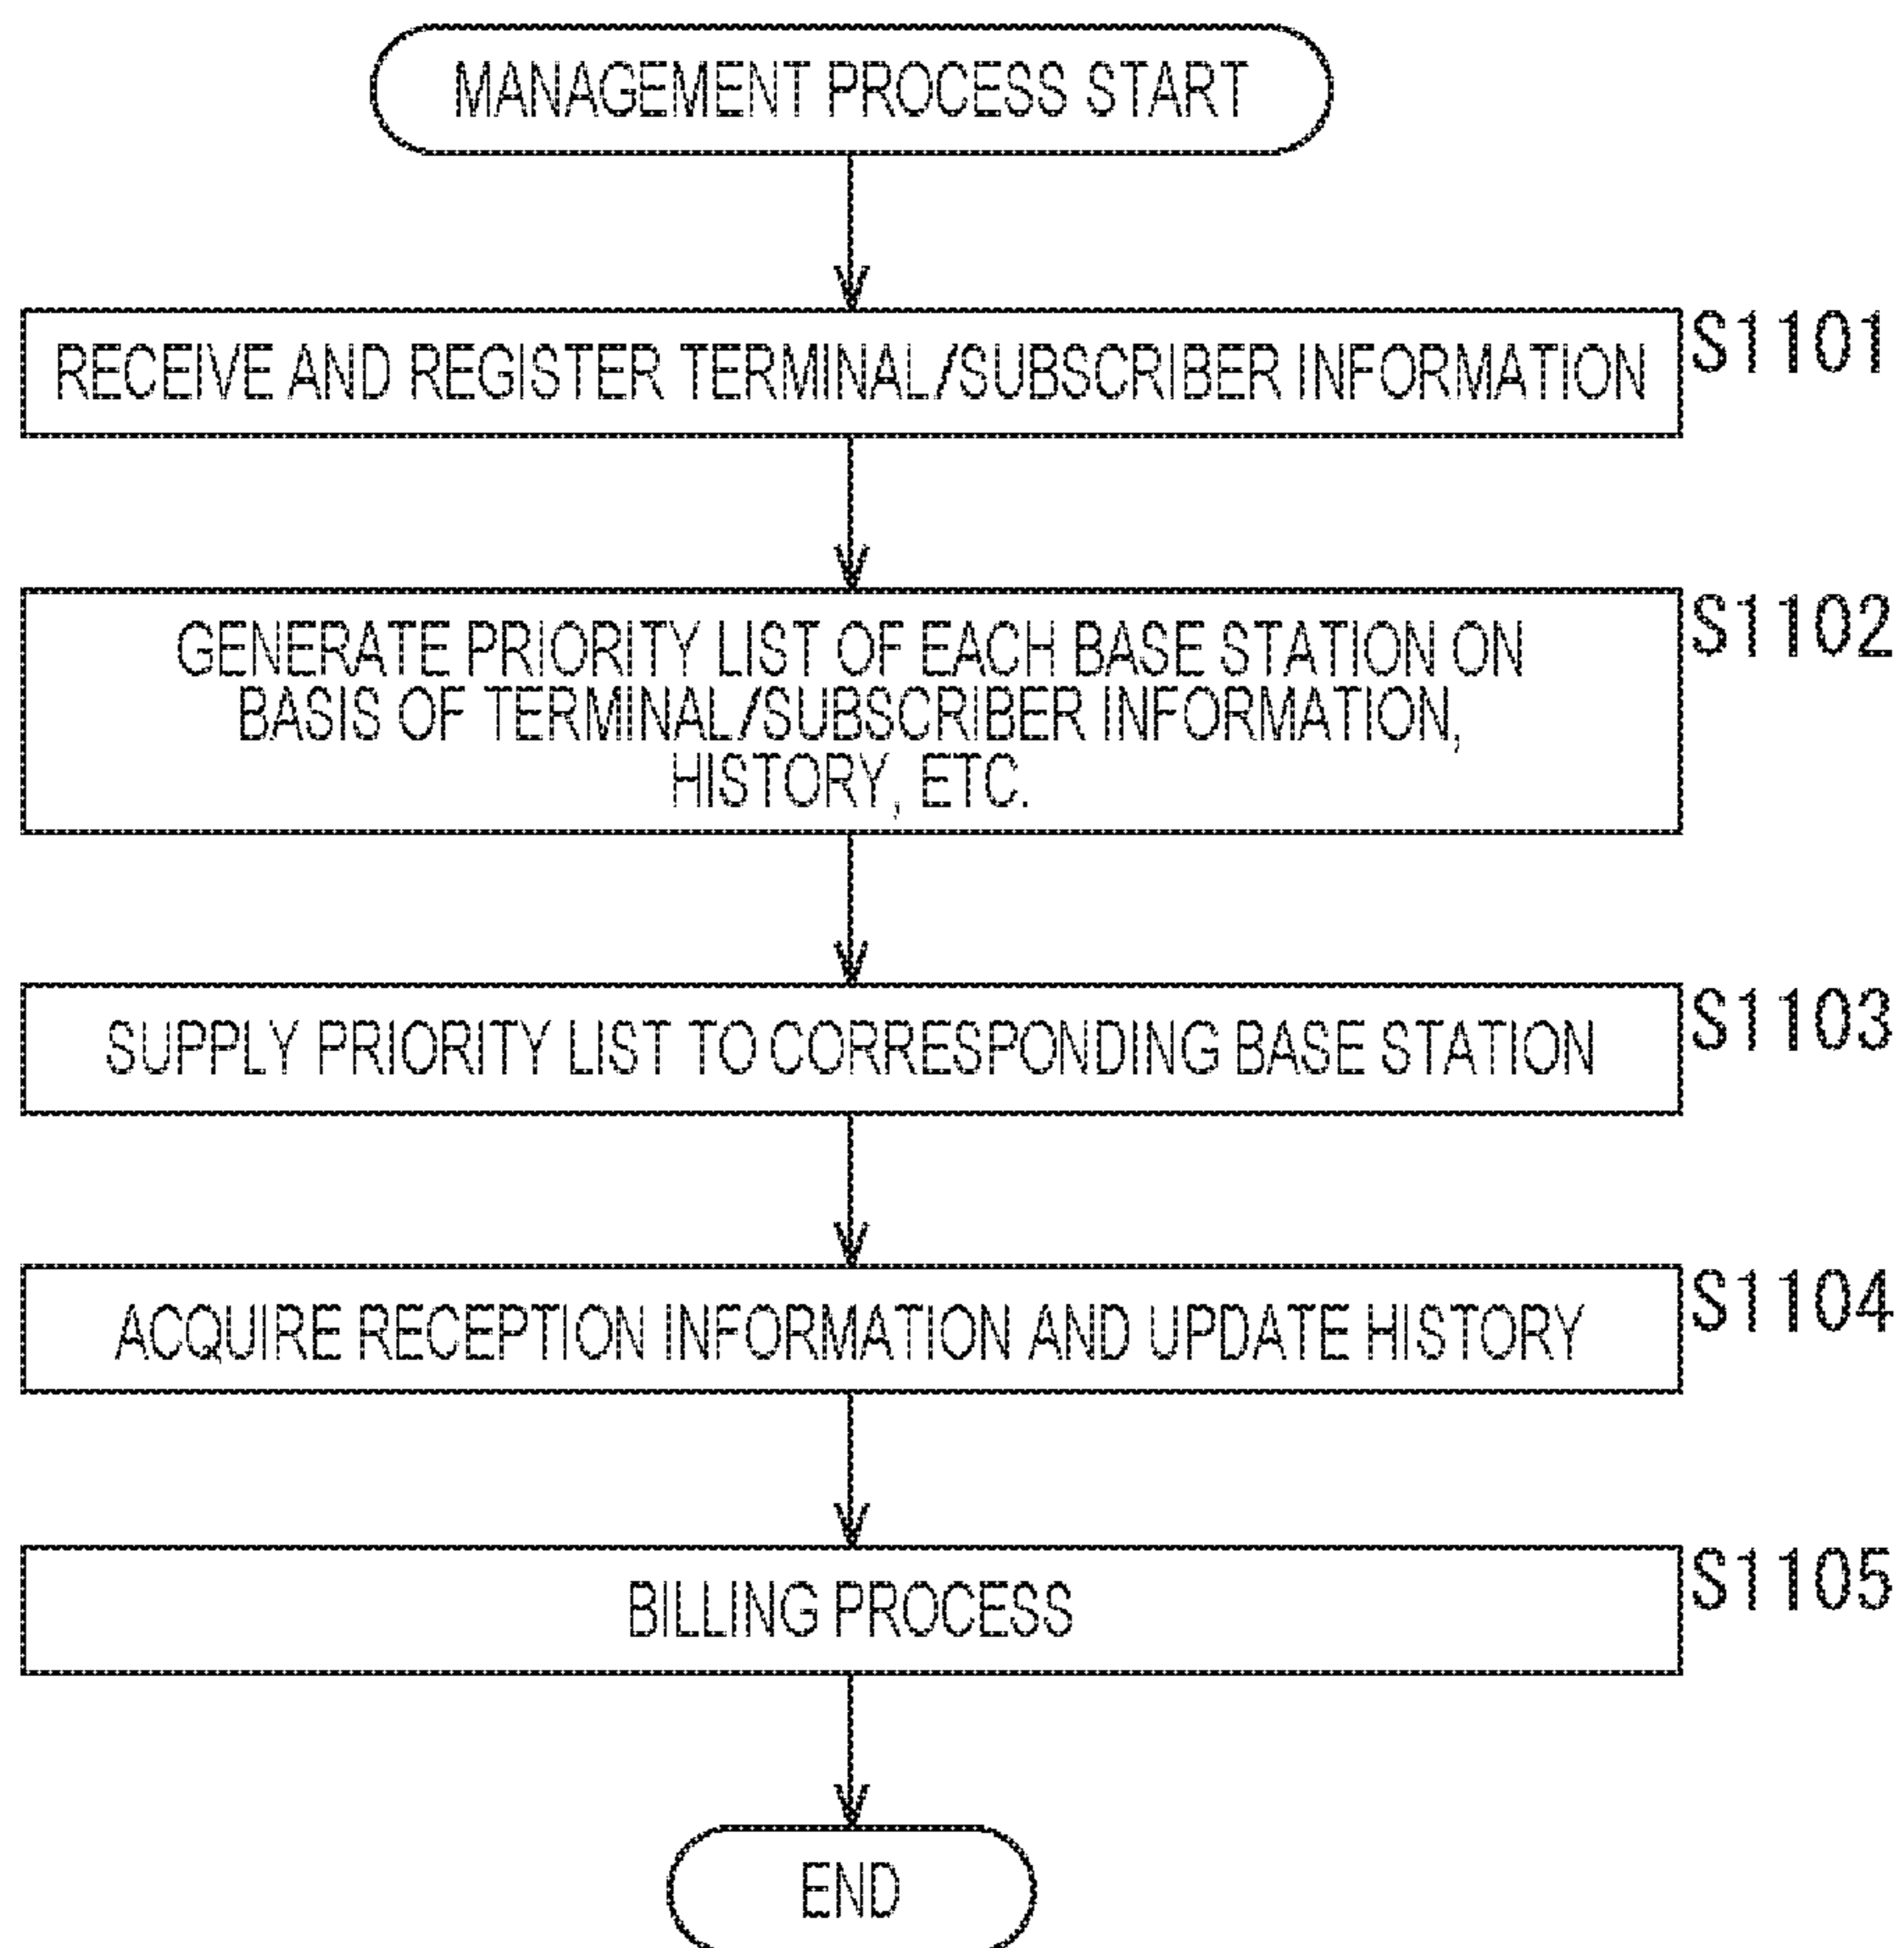 MANAGEMENT PROCESS START
RECEIVE AND REGISTER TERMINAL/SUBSCRIBER INFORMATION
S1101
GENERATE PRIORITY LIST OF EACH BASE STATION ON
BASIS OF TERMINAL/SUBSCRIBER INFORMATION,
HISTORY, ETC.
S1102
SUPPLY PRIORITY LIST TO CORRESPONDING BASE STATION
S1103
ACQUIRE RECEPTION INFORMATION AND UPDATE HISTORY
S1104
BILLING PROCESS
S1105
END